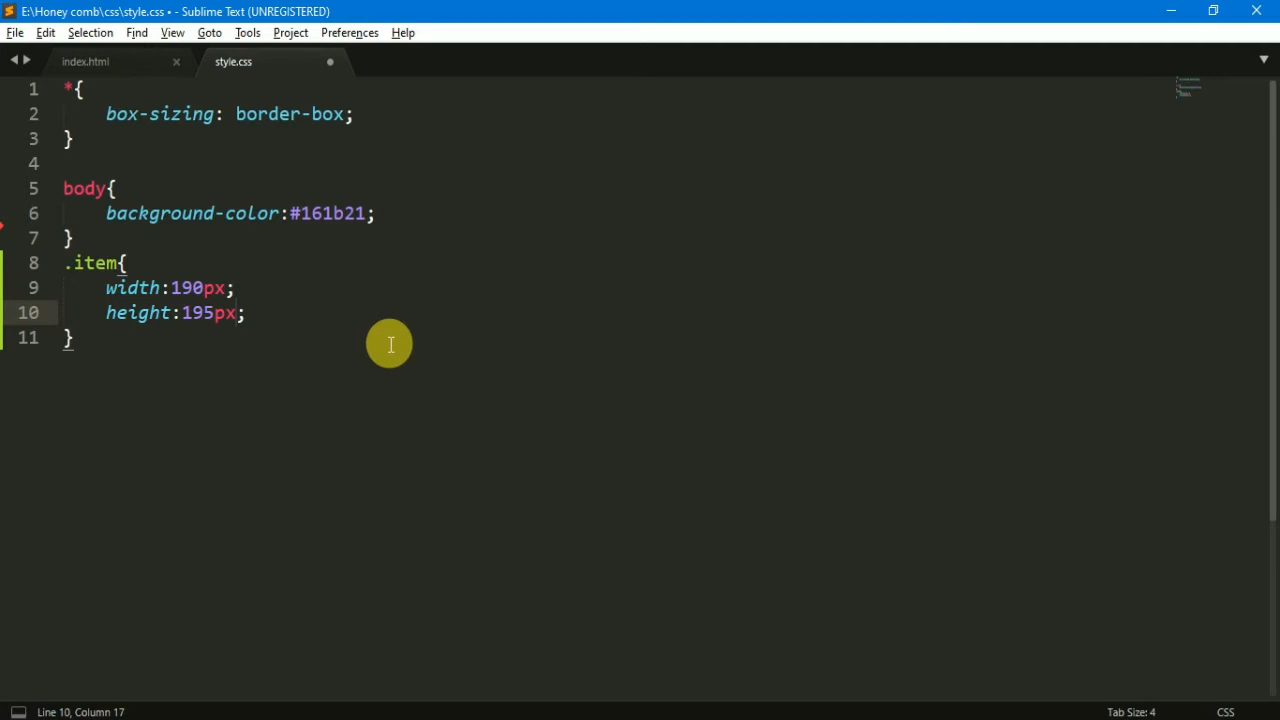 E:\Honey comb\css\style.css • - Sublime Text (UNREGISTERED)
File Edit Selection Find View Goto Tools Project Preferences Help
index.html style.css
1 *{
2 box-sizing: border-box;
3 }
4
5 body{
6 background-color:#161b21;
7 }
8 .item{
9 width:190px;
10 height:195px;
11 }
Line 10, Column 17 Tab Size: 4 CSS